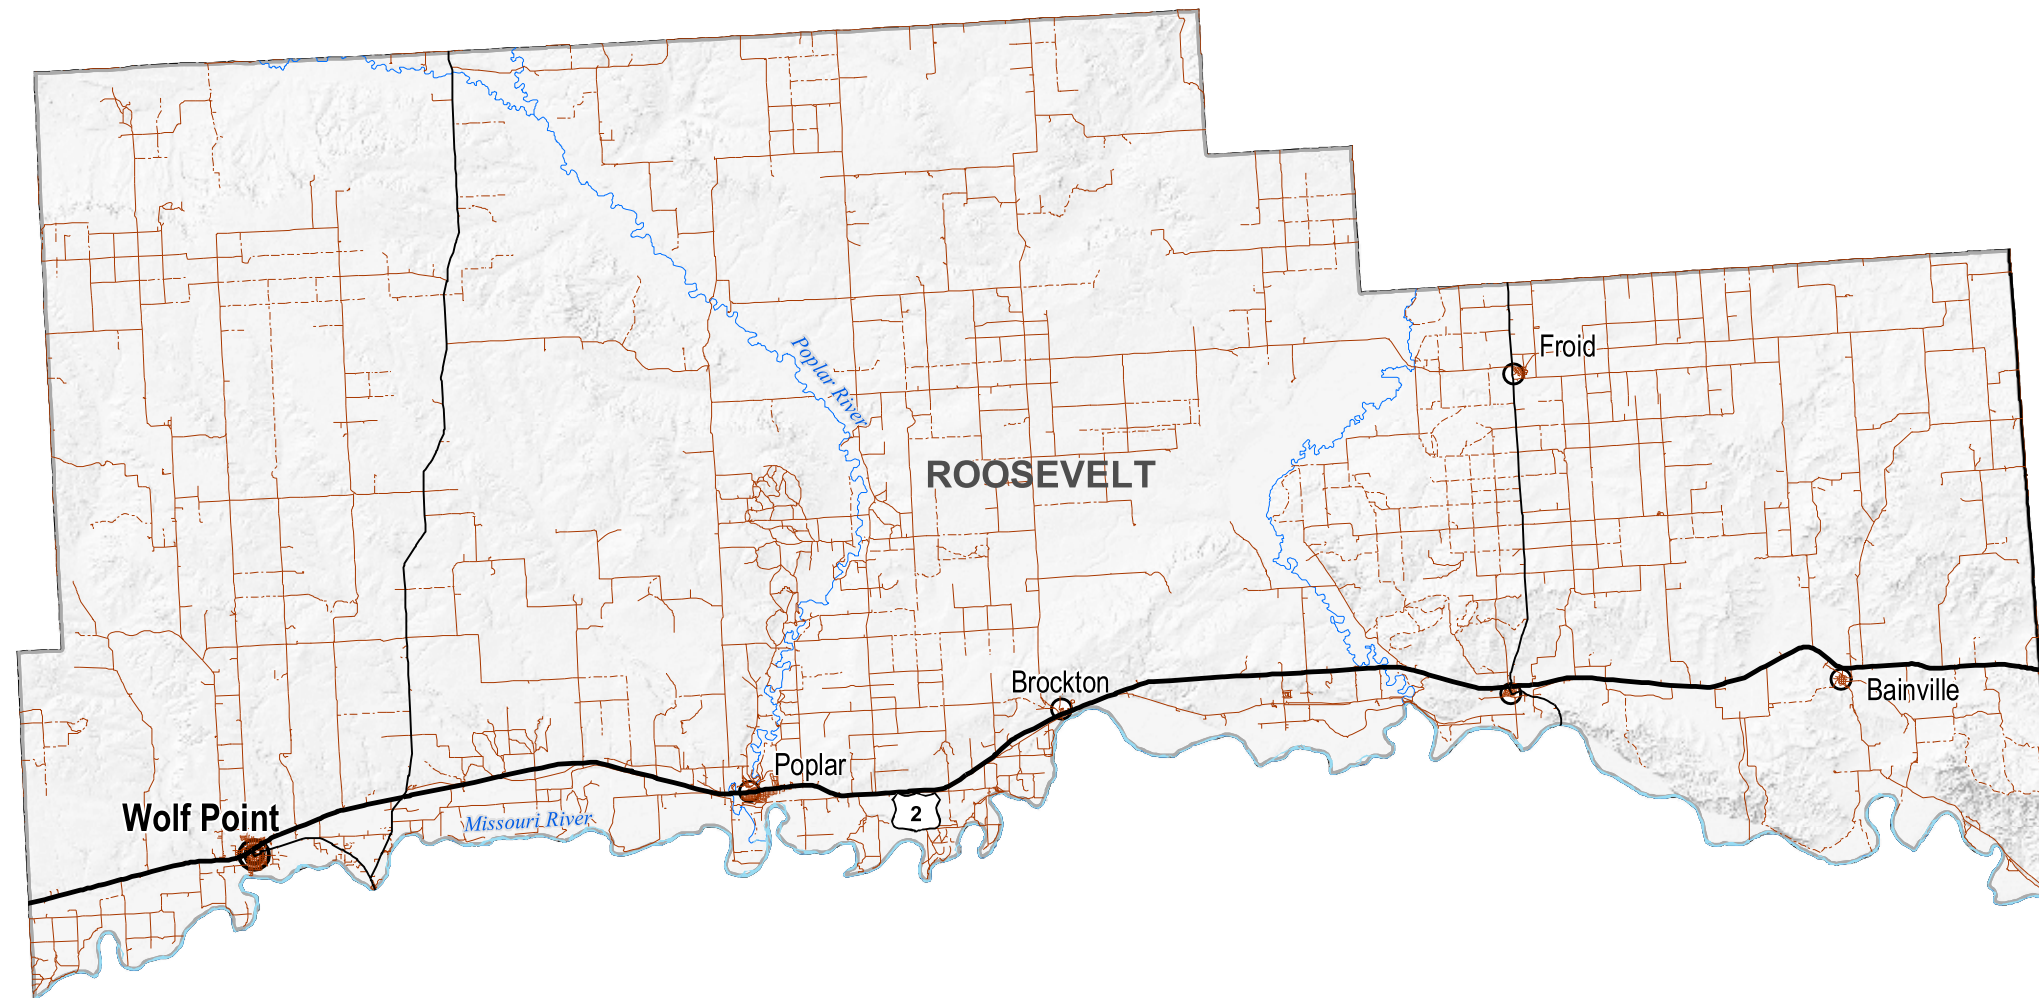 Froid
Poplar River
ROOSEVELT
Brockton
Bainville
Poplar
Wolf Point
Missouri River
2